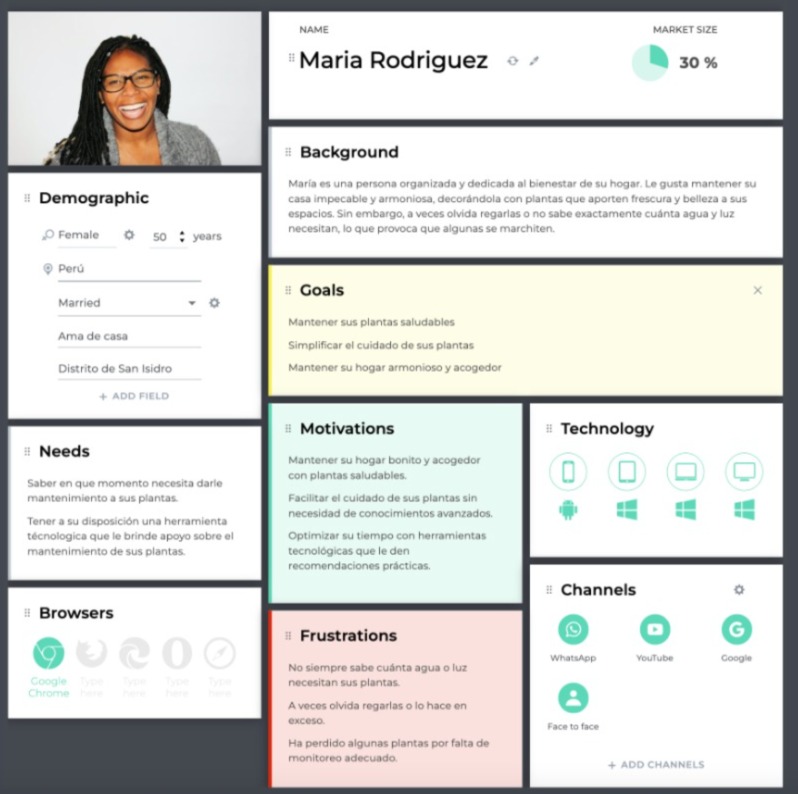 NAME
Maria Rodriguez
MARKET SIZE
30 %
Background
María es una persona organizada y dedicada al bienestar de su hogar. Le gusta mantener su
casa impecable y armoniosa, decorándola con plantas que aporten frescura y belleza a sus
espacios. Sin embargo, a veces olvida regarlas o no sabe exactamente cuánta agua y luz
necesitan, lo que provoca que algunas se marchiten.
Demographic
Female 50 years
Perú
Married
Ama de casa
Distrito de San Isidro
+ ADD FIELD
Goals
Mantener sus plantas saludables
Simplificar el cuidado de sus plantas
Mantener su hogar armonioso y acogedor
Needs
Saber en que momento necesita darle
mantenimiento a sus plantas.
Tener a su disposición una herramienta
técnologica que le brinde apoyo sobre el
mantenimiento de sus plantas.
Motivations
Mantener su hogar bonito y acogedor
con plantas saludables.
Facilitar el cuidado de sus plantas sin
necesidad de conocimientos avanzados.
Optimizar su tiempo con herramientas
tecnológicas que le den
recomendaciones prácticas.
Technology
Browsers
Google
Chrome
Type
here
Type
here
Type
here
Type
here
Frustrations
No siempre sabe cuánta agua o luz
necesitan sus plantas.
A veces olvida regarlas o lo hace en
exceso.
Ha perdido algunas plantas por falta de
monitoreo adecuado.
Channels
WhatsApp
YouTube
Google
Face to face
+ ADD CHANNELS